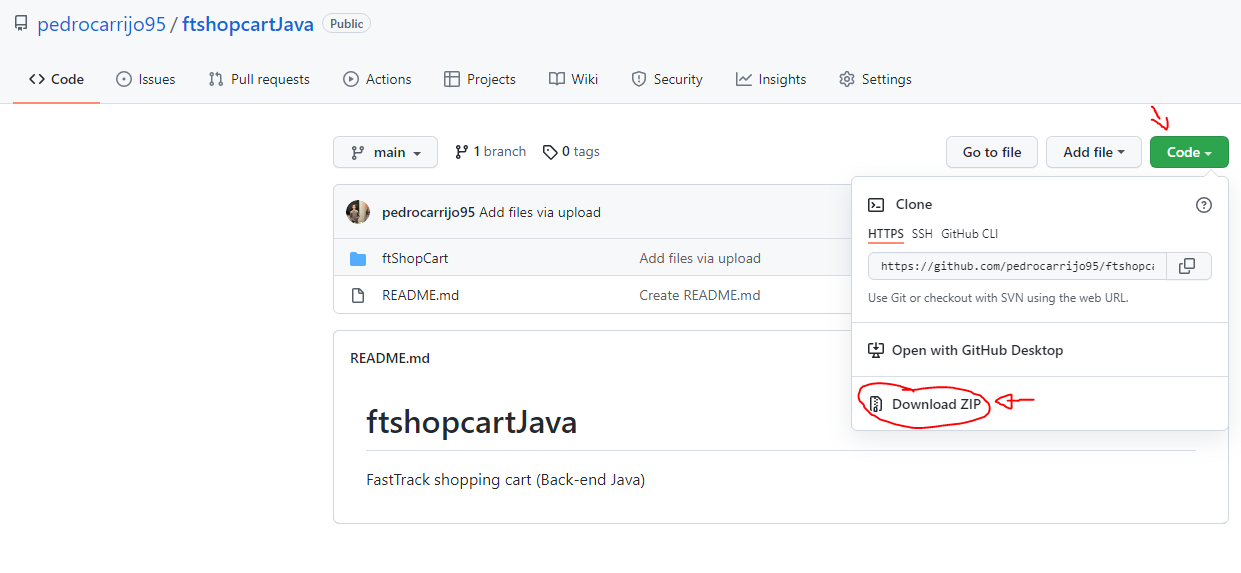 pedrocarrijo95 / ftshopcartJava Public
Code Issues Pull requests Actions Projects Wiki Security Insights Settings
main 1 branch 0 tags Go to file Add file Code
pedrocarrijo95 Add files via upload
ftShopCart Add files via upload
README.md Create README.md
Clone
HTTPS SSH GitHub CLI
https://github.com/pedrocarrijo95/ftshopca
Use Git or checkout with SVN using the web URL.
Open with GitHub Desktop
Download ZIP
README.md
ftshopcartJava
FastTrack shopping cart (Back-end Java)